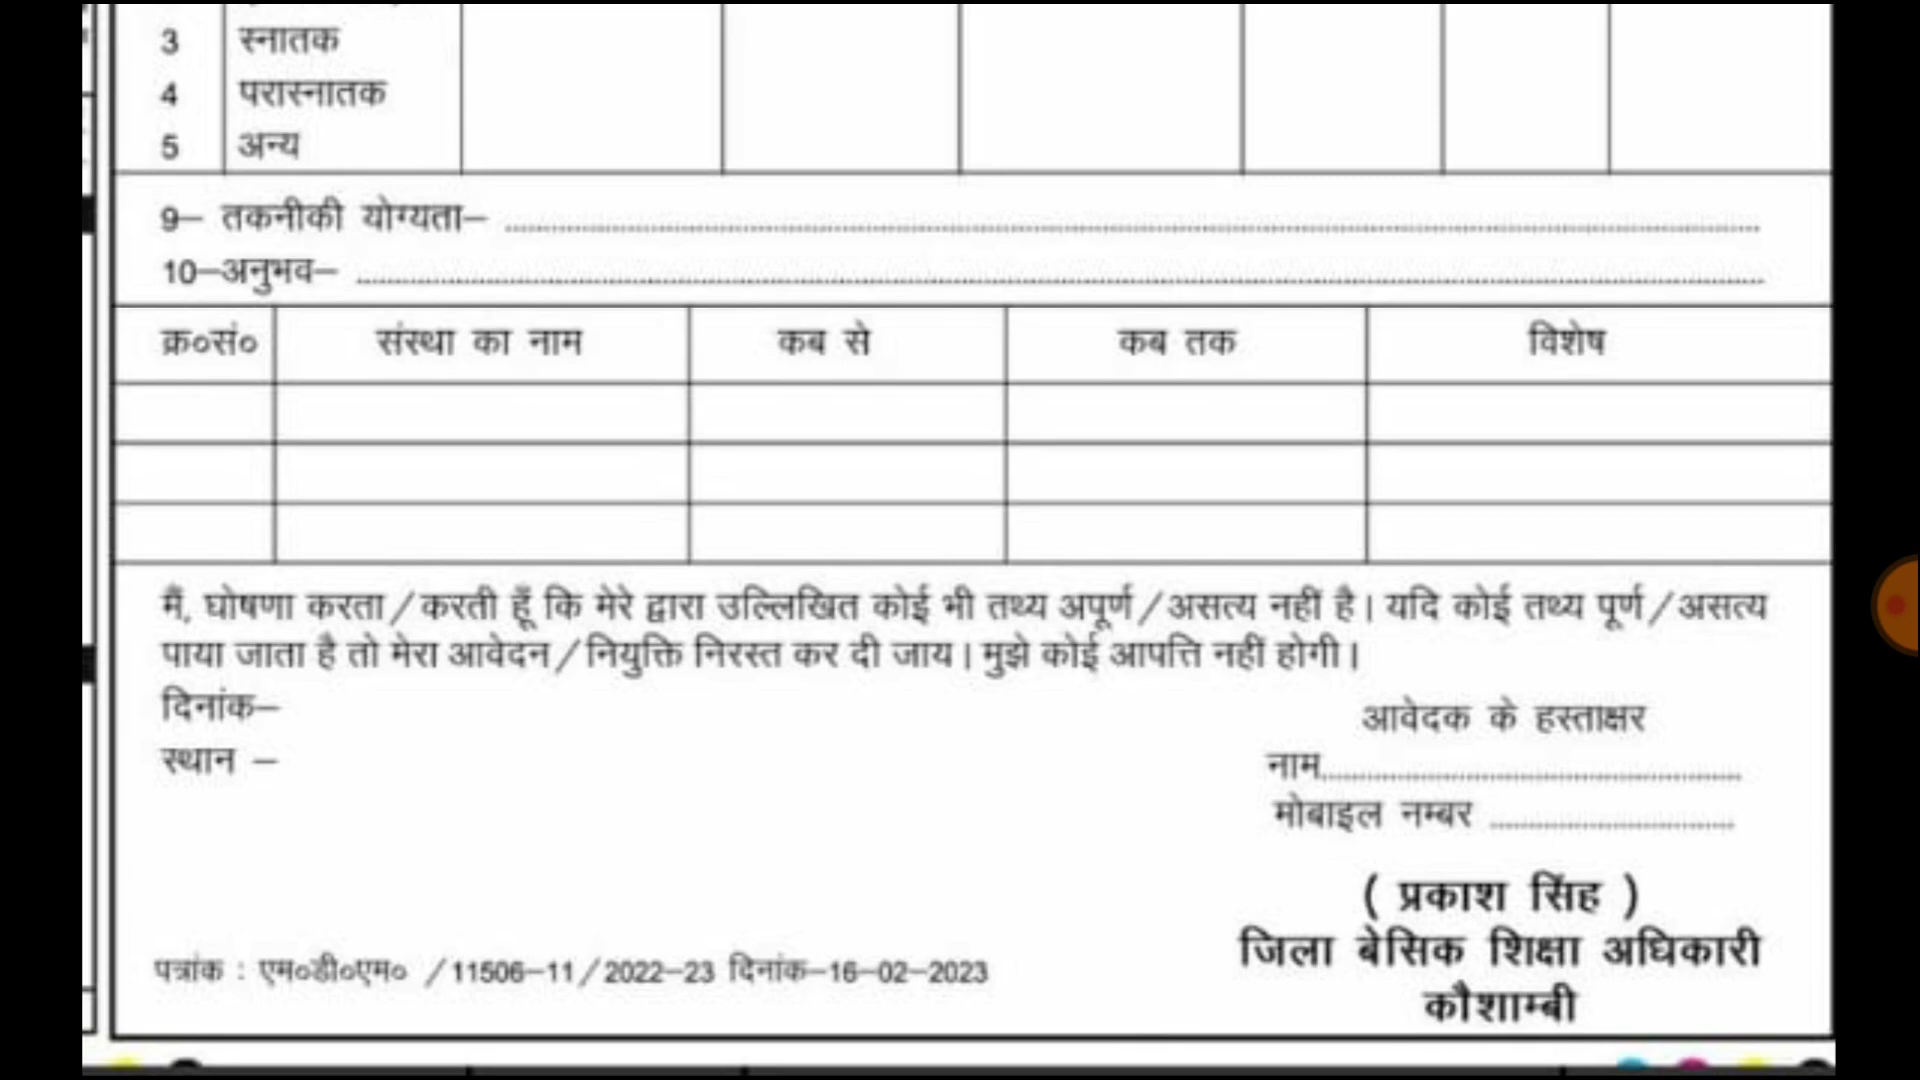 3 स्नातक
4 परास्नातक
5 अन्य
9– तकनीकी योग्यता–
10–अनुभव–
क्र०सं० संस्था का नाम कब से कब तक विशेष
मैं, घोषणा करता/करती हूँ कि मेरे द्वारा उल्लिखित कोई भी तथ्य अपूर्ण/असत्य नहीं है। यदि कोई तथ्य पूर्ण/असत्य
पाया जाता है तो मेरा आवेदन/नियुक्ति निरस्त कर दी जाय। मुझे कोई आपत्ति नहीं होगी।
दिनांक–
स्थान –
आवेदक के हस्ताक्षर
नाम
मोबाइल नम्बर
( प्रकाश सिंह )
जिला बेसिक शिक्षा अधिकारी
कौशाम्बी
पत्रांक : एम०डी०एम० /11506–11/2022–23 दिनांक–16–02–2023